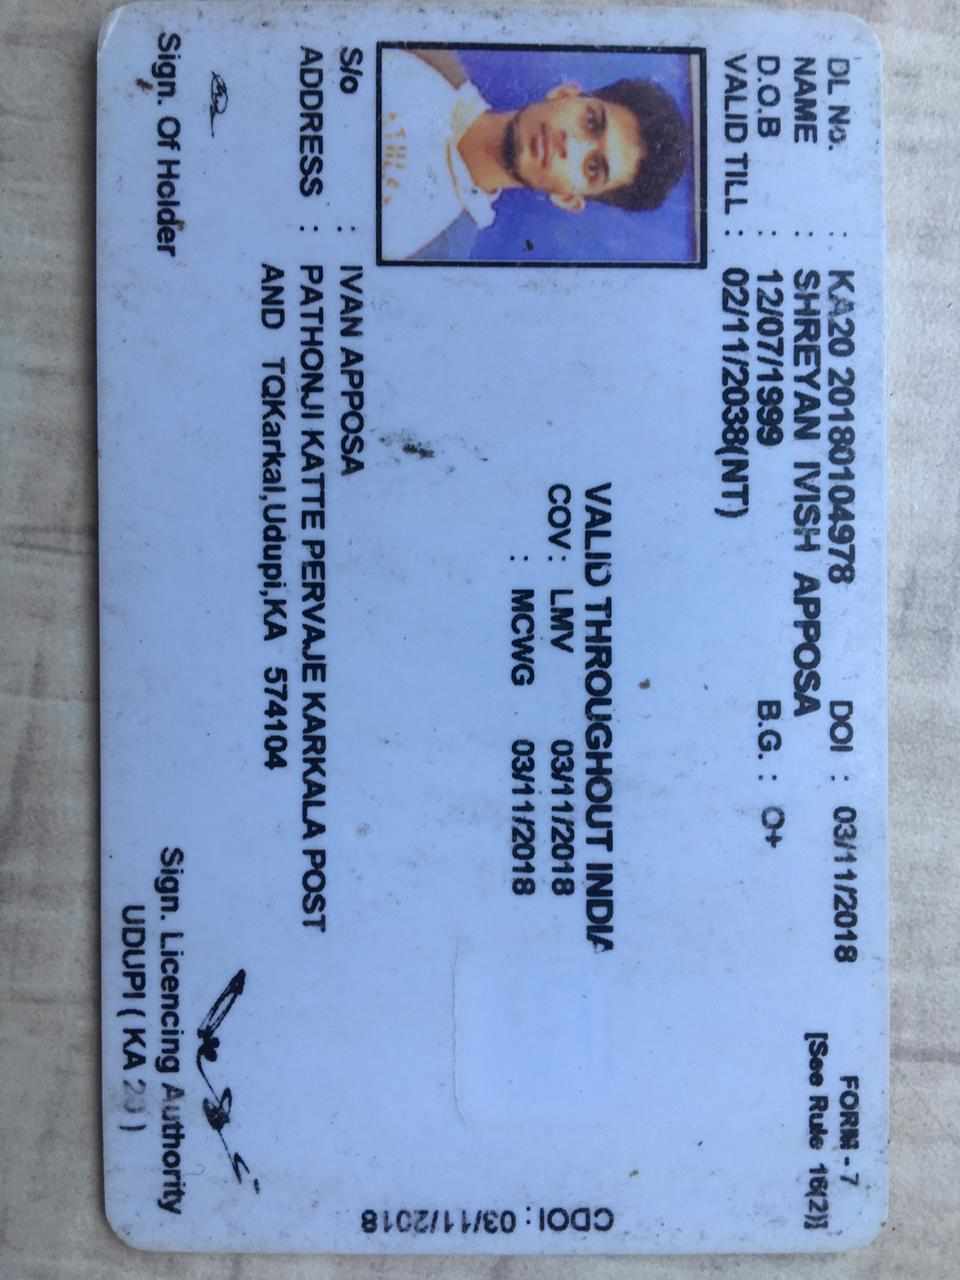 FORM - 7
[See Rule 16(2)]
DL No. : KA20 20180104978 DOI : 03/11/2018
NAME : SHREYAN IVISH APPOSA
D.O.B : 12/07/1999 B.G. : O+
VALID TILL : 02/11/2038(NT)
VALID THROUGHOUT INDIA
COV : LMV 03/11/2018
: MCWG 03/11/2018
CDOI : 03/11/2018
S/o : IVAN APPOSA
ADDRESS : PATHONJI KATTE PERVAJE KARKALA POST
AND TQKarkal,Udupi,KA 574104
Sign. Of Holder
Sign. Licencing Authority
UDUPI ( KA 20 )